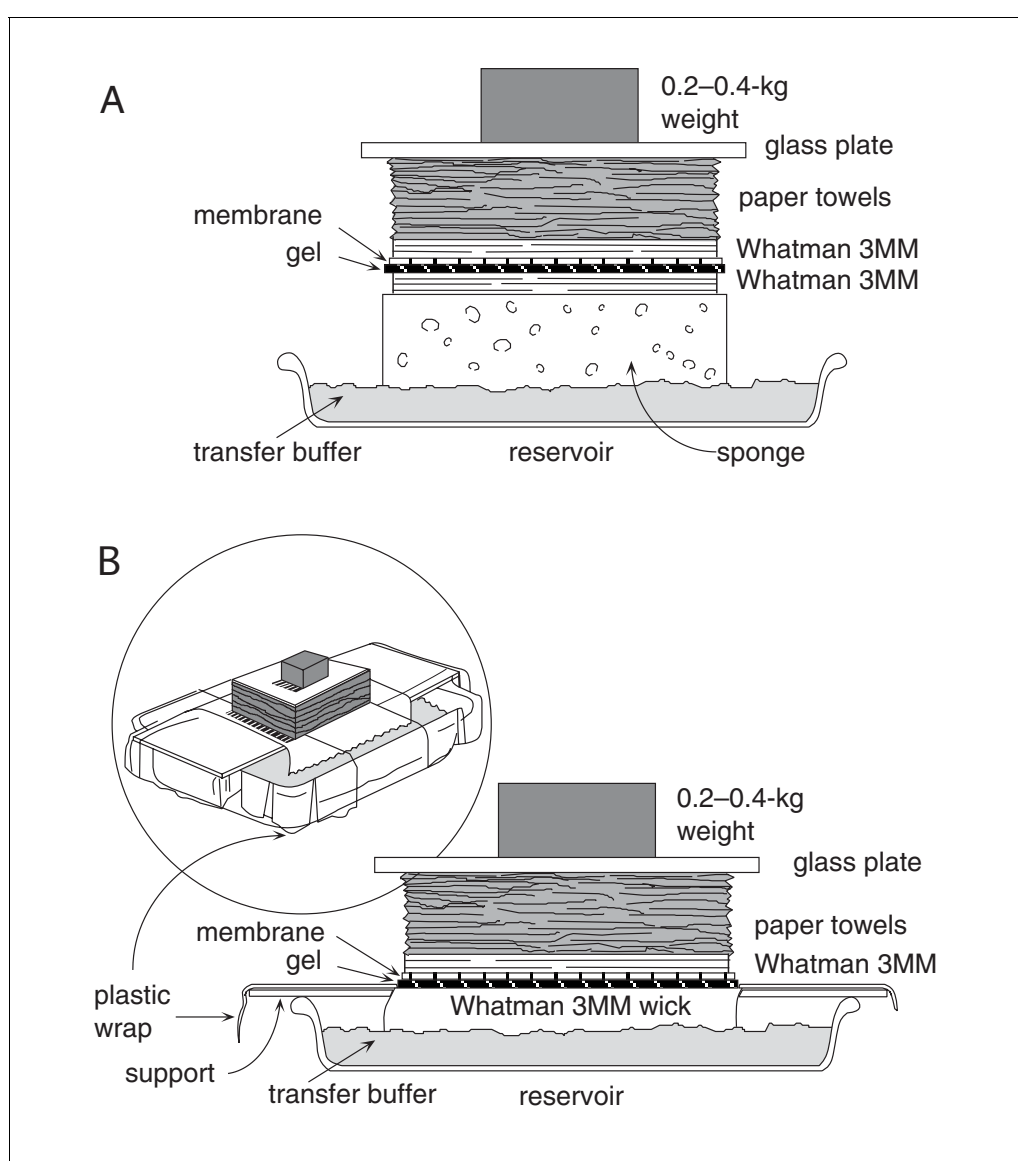 A
0.2–0.4-kg
weight
glass plate
paper towels
membrane
gel
Whatman 3MM
Whatman 3MM
transfer buffer
reservoir
sponge
B
0.2–0.4-kg
weight
glass plate
paper towels
membrane
gel
Whatman 3MM
plastic
wrap
Whatman 3MM wick
support
transfer buffer
reservoir